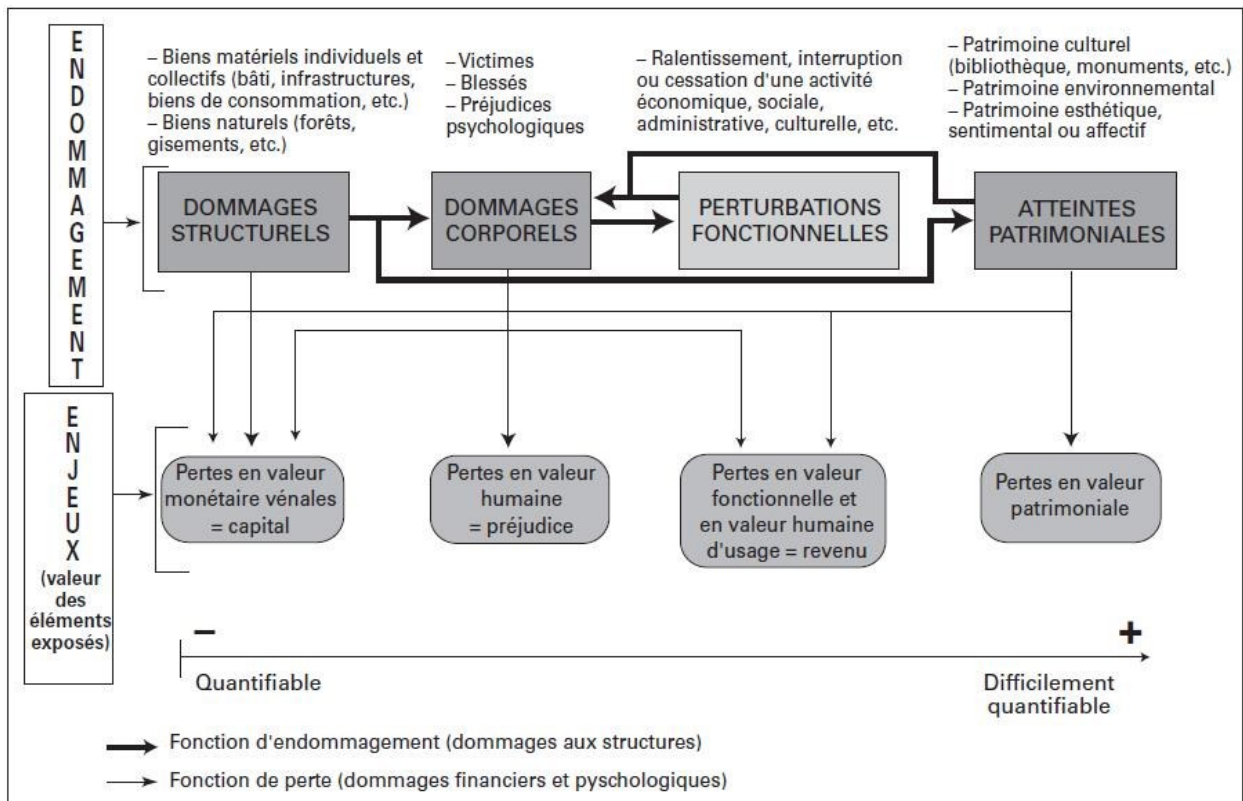 ENDOMMAGEMENT
– Biens matériels individuels et
collectifs (bâti, infrastructures,
biens de consommation, etc.)
– Biens naturels (forêts,
gisements, etc.)
– Victimes
– Blessés
– Préjudices
psychologiques
– Ralentissement, interruption
ou cessation d'une activité
économique, sociale,
administrative, culturelle, etc.
– Patrimoine culturel
(bibliothèque, monuments, etc.)
– Patrimoine environnemental
– Patrimoine esthétique,
sentimental ou affectif
DOMMAGES
STRUCTURELS
DOMMAGES
CORPORELS
PERTURBATIONS
FONCTIONNELLES
ATTEINTES
PATRIMONIALES
ENJEUX
(valeur
des
éléments
exposés)
Pertes en valeur
monétaire vénales
= capital
Pertes en valeur
humaine
= préjudice
Pertes en valeur
fonctionnelle et
en valeur humaine
d'usage = revenu
Pertes en valeur
patrimoniale
– +
Quantifiable
Difficilement
quantifiable
Fonction d'endommagement (dommages aux structures)
Fonction de perte (dommages financiers et pyschologiques)